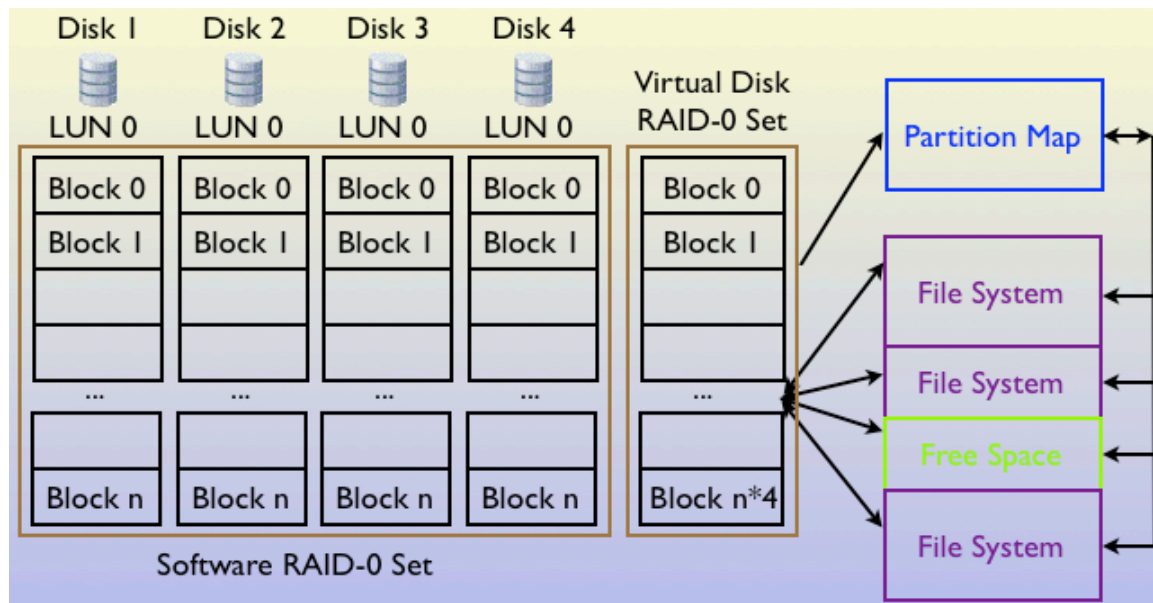 Disk 1 Disk 2 Disk 3 Disk 4
LUN 0 LUN 0 LUN 0 LUN 0
Virtual Disk
RAID-0 Set
Block 0 Block 0 Block 0 Block 0 Block 0
Block 1 Block 1 Block 1 Block 1 Block 1
... ... ... ... ...
Block n Block n Block n Block n Block n*4
Software RAID-0 Set
Partition Map
File System
File System
Free Space
File System